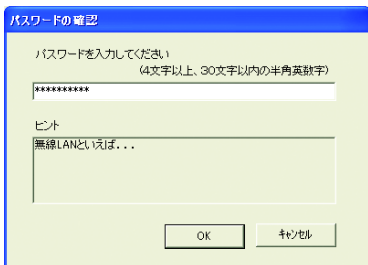 パスワードの確認
パスワードを入力してください
(4文字以上、30文字以内の半角英数字)
**********
ヒント
無線LANといえば...
OK
キャンセル